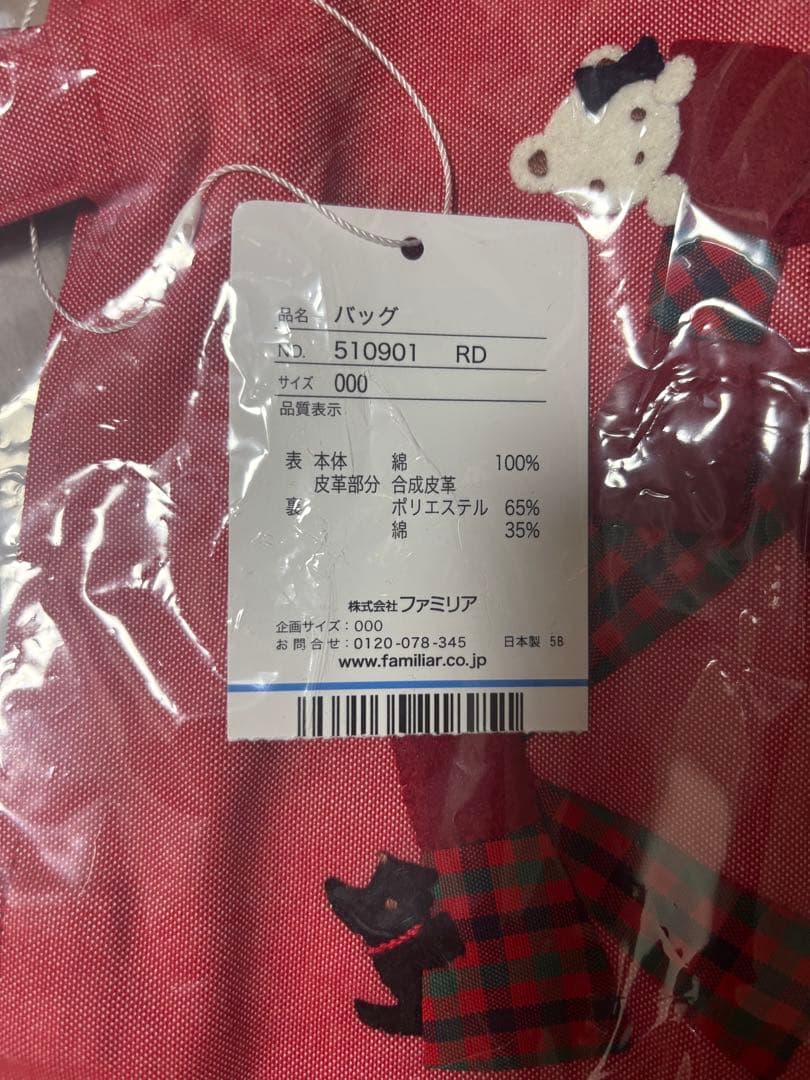 品名 バッグ
NO. 510901 RD
サイズ 000
品質表示
表 本体 綿 100%
皮革部分 合成皮革
裏 ポリエステル 65%
綿 35%
株式会社ファミリア
企画サイズ:000
お問合せ:0120-078-345 日本製 5B
www.familiar.co.jp